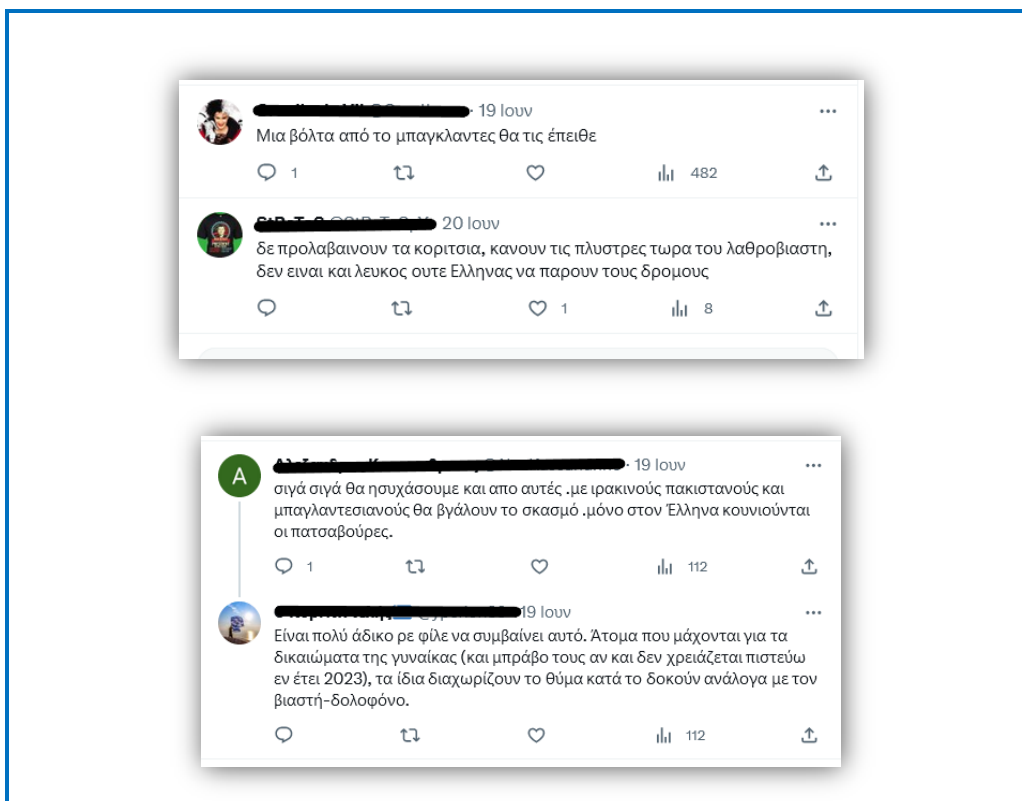 19 Ιουν
Μια βόλτα από το μπαγκλαντες θα τις έπειθε
1 482
20 Ιουν
δε προλαβαινουν τα κοριτσια, κανουν τις πλυστρες τωρα του λαθροβιαστη,
δεν ειναι και λευκος ουτε Ελληνας να παρουν τους δρομους
1 8
A
19 Ιουν
σιγά σιγά θα ησυχάσουμε και απο αυτές .με ιρακινούς πακιστανούς και
μπαγλαντεσιανούς θα βγάλουν το σκασμό .μόνο στον Έλληνα κουνιούνται
οι πατσαβούρες.
1 112
19 Ιουν
Είναι πολύ άδικο ρε φίλε να συμβαίνει αυτό. Άτομα που μάχονται για τα
δικαιώματα της γυναίκας (και μπράβο τους αν και δεν χρειάζεται πιστεύω
εν έτει 2023), τα ίδια διαχωρίζουν το θύμα κατά το δοκούν ανάλογα με τον
βιαστή-δολοφόνο.
112